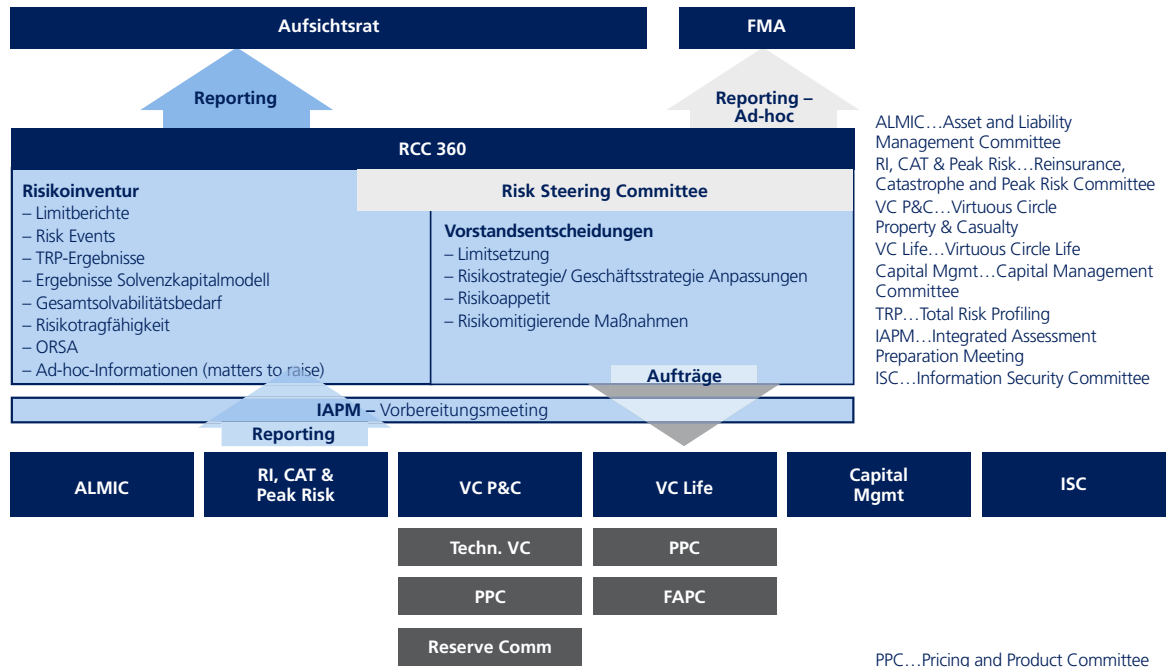 Aufsichtsrat
FMA
Reporting
Reporting –
Ad-hoc
RCC 360
Risikoinventur
– Limitberichte
– Risk Events
– TRP-Ergebnisse
– Ergebnisse Solvenzkapitalmodell
– Gesamtsolvabilitätsbedarf
– Risikotragfähigkeit
– ORSA
– Ad-hoc-Informationen (matters to raise)
Risk Steering Committee
Vorstandsentscheidungen
– Limitsetzung
– Risikostrategie/ Geschäftsstrategie Anpassungen
– Risikoappetit
– Risikomitigierende Maßnahmen
Aufträge
IAPM – Vorbereitungsmeeting
Reporting
ALMIC
RI, CAT &
Peak Risk
VC P&C
VC Life
Capital
Mgmt
ISC
Techn. VC
PPC
PPC
FAPC
Reserve Comm
ALMIC…Asset and Liability
Management Committee
RI, CAT & Peak Risk…Reinsurance,
Catastrophe and Peak Risk Committee
VC P&C…Virtuous Circle
Property & Casualty
VC Life…Virtuous Circle Life
Capital Mgmt…Capital Management
Committee
TRP…Total Risk Profiling
IAPM…Integrated Assessment
Preparation Meeting
ISC…Information Security Committee
PPC…Pricing and Product Committee